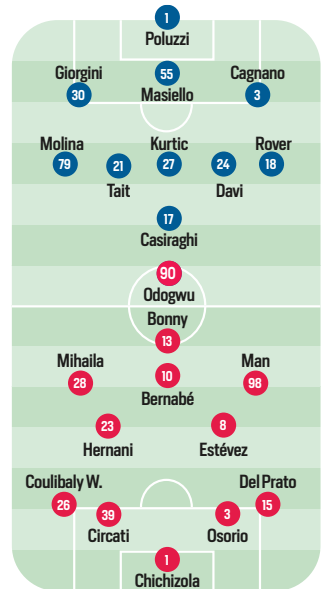 1
Poluzzi
Giorgini 55 Cagnano
30 Masiello 3
Molina Kurtic Rover
79 21 27 24 18
Tait Davi
17
Casiraghi
90
Odogwu
Bonny
13
Mihaila Man
28 10 98
Bernabé
23 8
Hernani Estévez
Coulibaly W. Del Prato
26 39 3 15
Circati Osorio
1
Chichizola